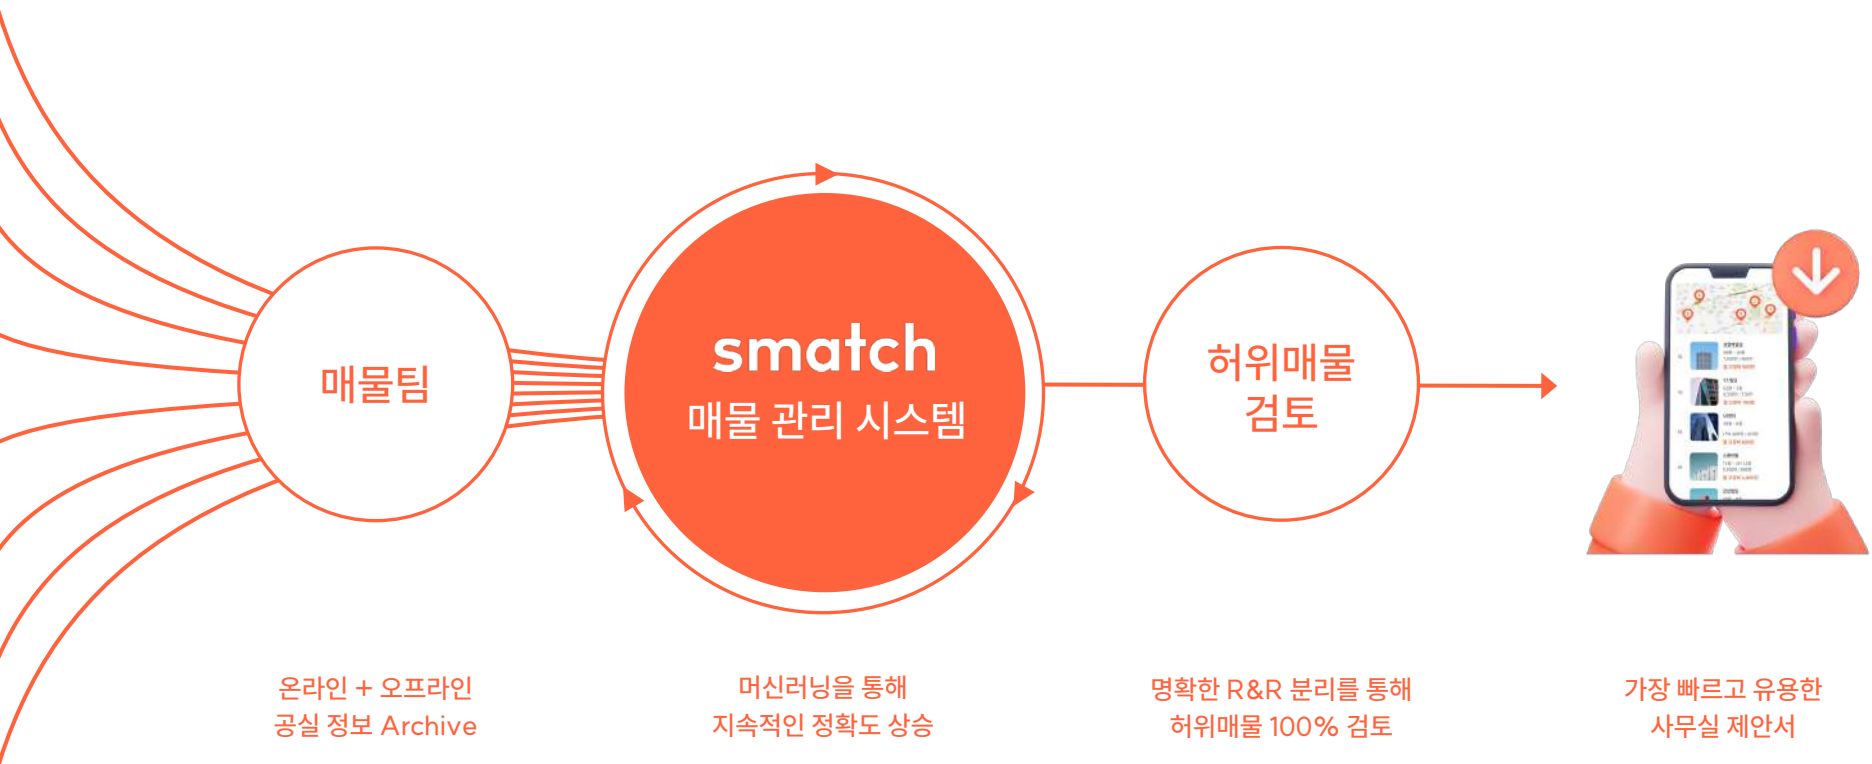 매물팀
smatch
매물 관리 시스템
허위매물
검토
온라인 + 오프라인
공실 정보 Archive
머신러닝을 통해
지속적인 정확도 상승
명확한 R&R 분리를 통해
허위매물 100% 검토
가장 빠르고 유용한
사무실 제안서